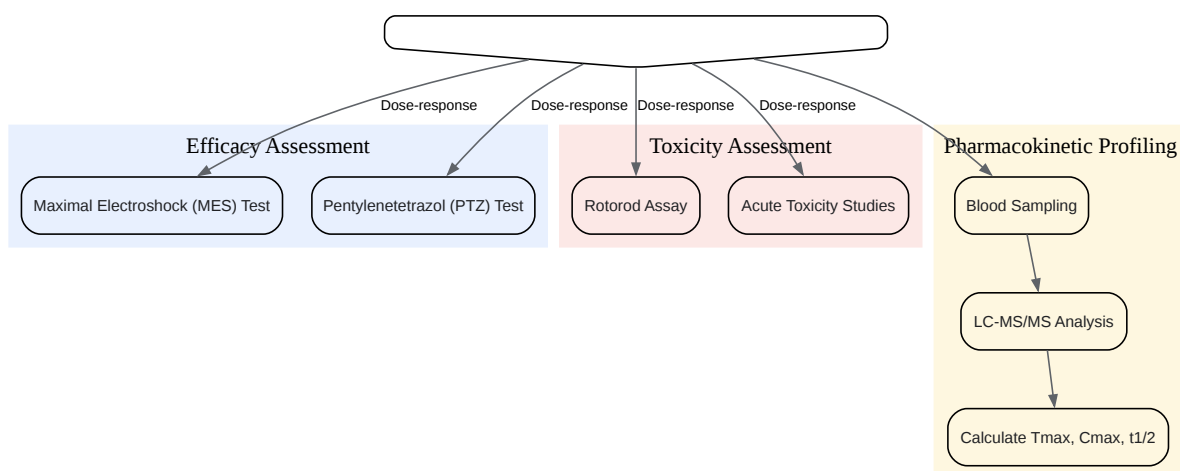 Dose-response Dose-response Dose-response Dose-response
Efficacy Assessment
Toxicity Assessment
Pharmacokinetic Profiling
Maximal Electroshock (MES) Test
Pentylenetetrazol (PTZ) Test
Rotorod Assay
Acute Toxicity Studies
Blood Sampling
LC-MS/MS Analysis
Calculate Tmax, Cmax, t1/2